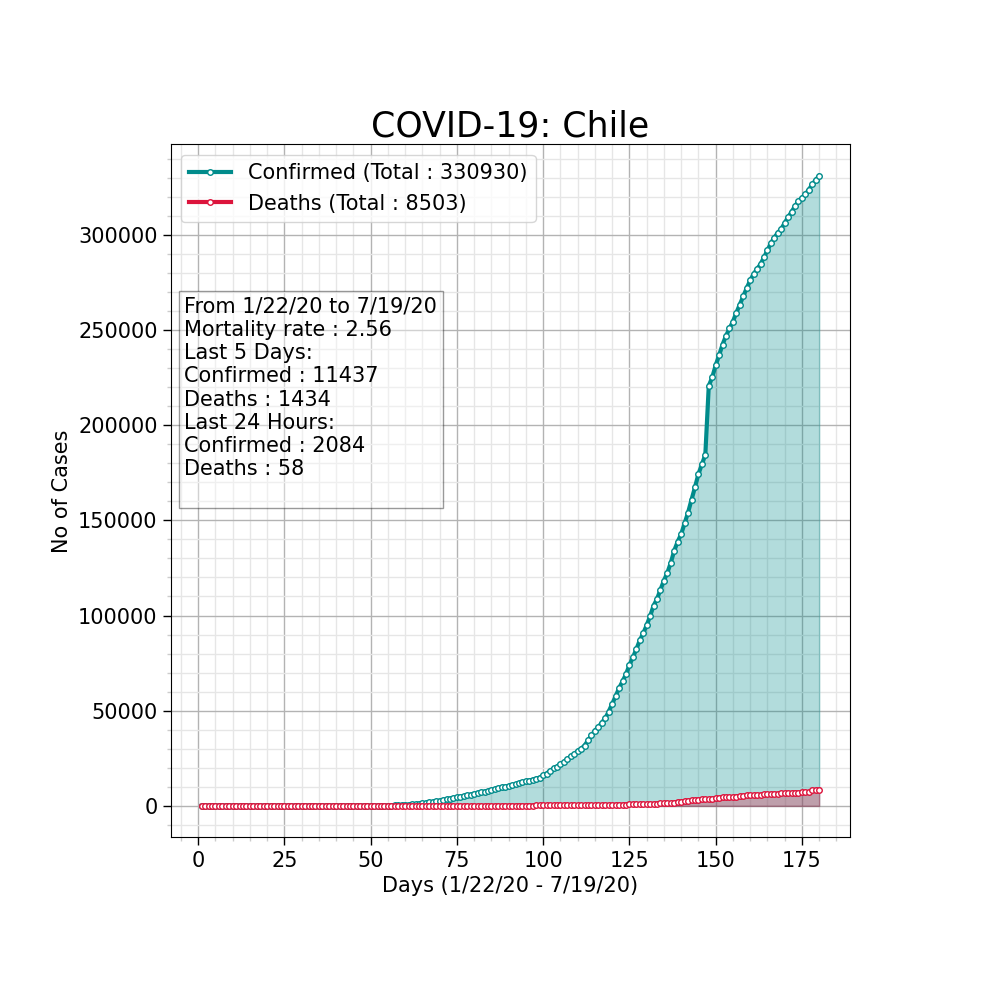 COVID-19: Chile
Confirmed (Total : 330930)
Deaths (Total : 8503)
From 1/22/20 to 7/19/20
Mortality rate : 2.56
Last 5 Days:
Confirmed : 11437
Deaths : 1434
Last 24 Hours:
Confirmed : 2084
Deaths : 58
No of Cases
300000
250000
200000
150000
100000
50000
0
0 25 50 75 100 125 150 175
Days (1/22/20 - 7/19/20)